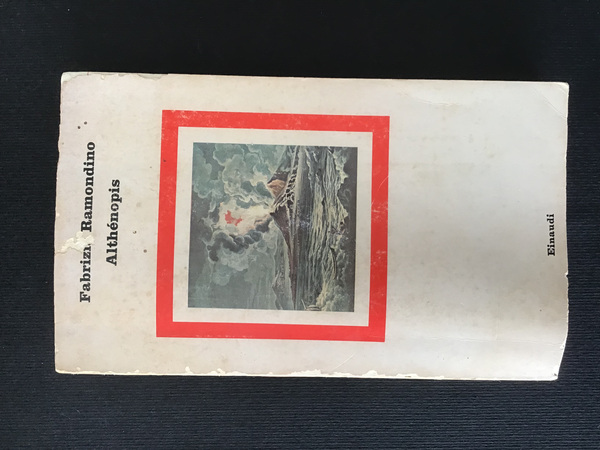 Fabrizi Ramondino
Althénopis
Einaudi